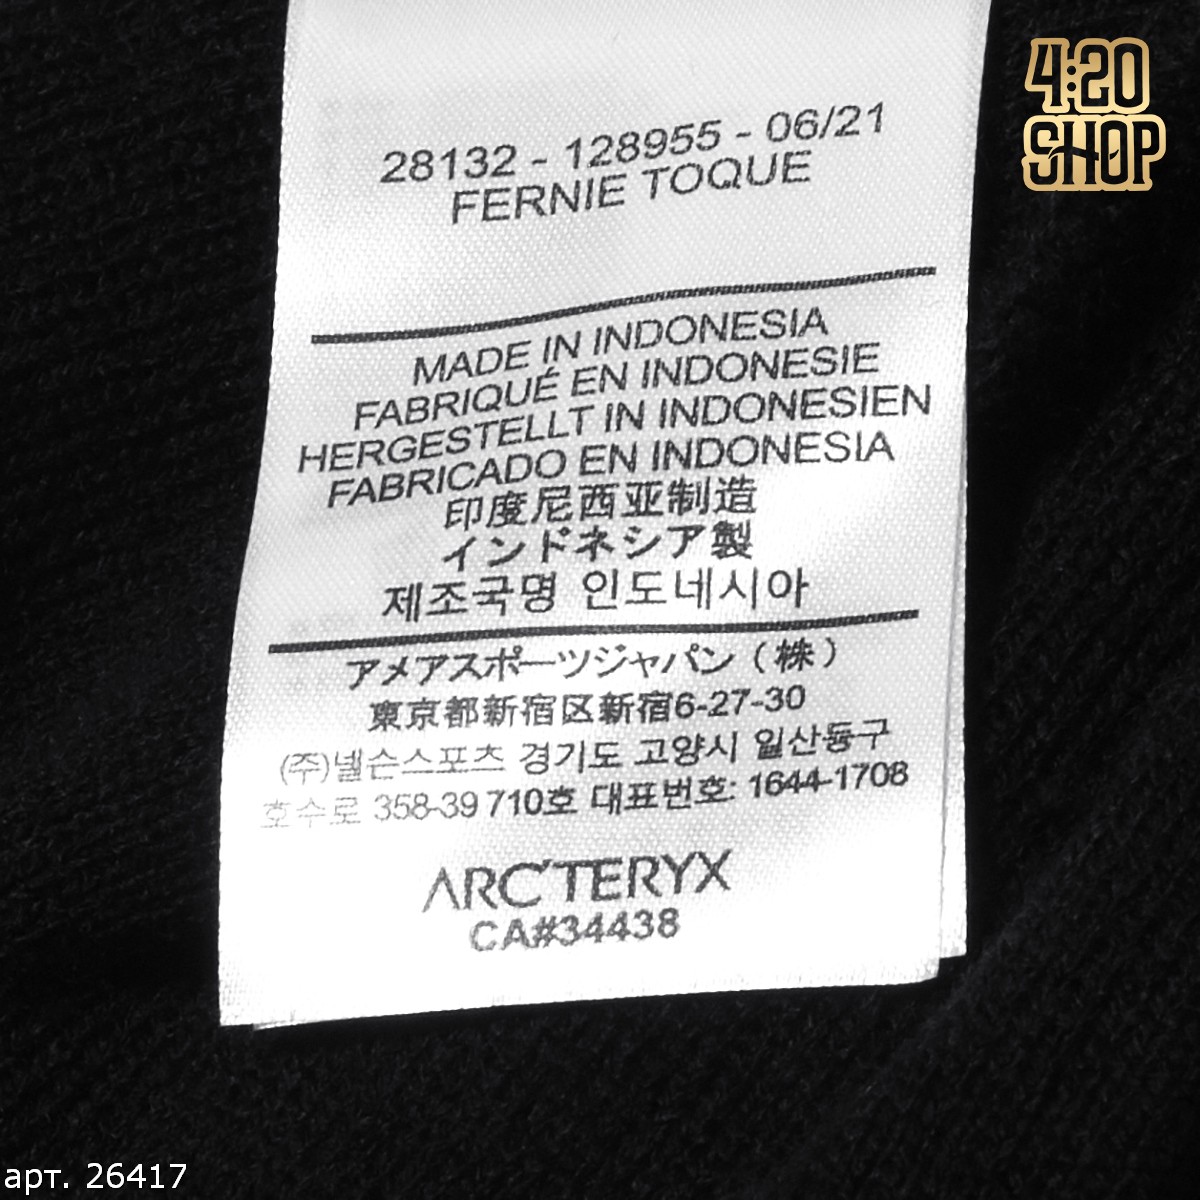 4:20
SHOP
28132 - 128955 - 06/21
FERNIE TOQUE
MADE IN INDONESIA
FABRIQUÉ EN INDONESIE
HERGESTELLT IN INDONESIEN
FABRICADO EN INDONESIA
印度尼西亚制造
インドネシア製
제조국명 인도네시아
アメアスポーツジャパン（株）
東京都新宿区新宿6-27-30
(주)넬슨스포츠 경기도 고양시 일산동구
호수로 358-39 710호 대표번호: 1644-1708
ARC'TERYX
CA#34438
арт. 26417